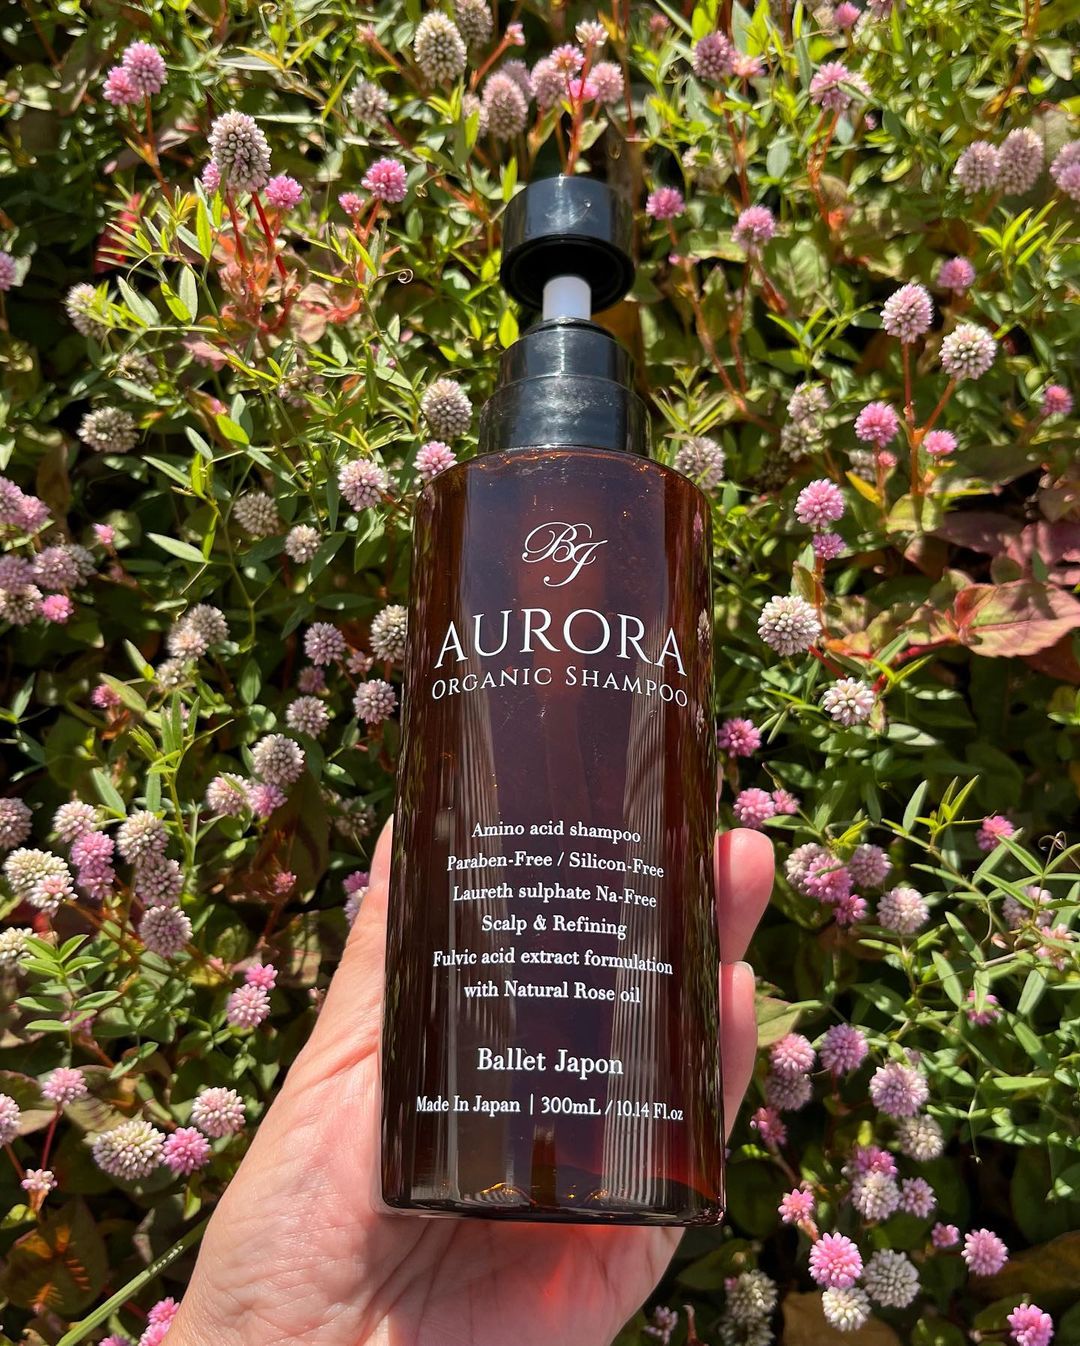 BJ
AURORA
ORGANIC SHAMPOO
Amino acid shampoo
Paraben-Free / Silicon-Free
Laureth sulphate Na-Free
Scalp & Refining
Fulvic acid extract formulation
with Natural Rose oil
Ballet Japon
Made In Japan | 300mL / 10.14 Fl.oz